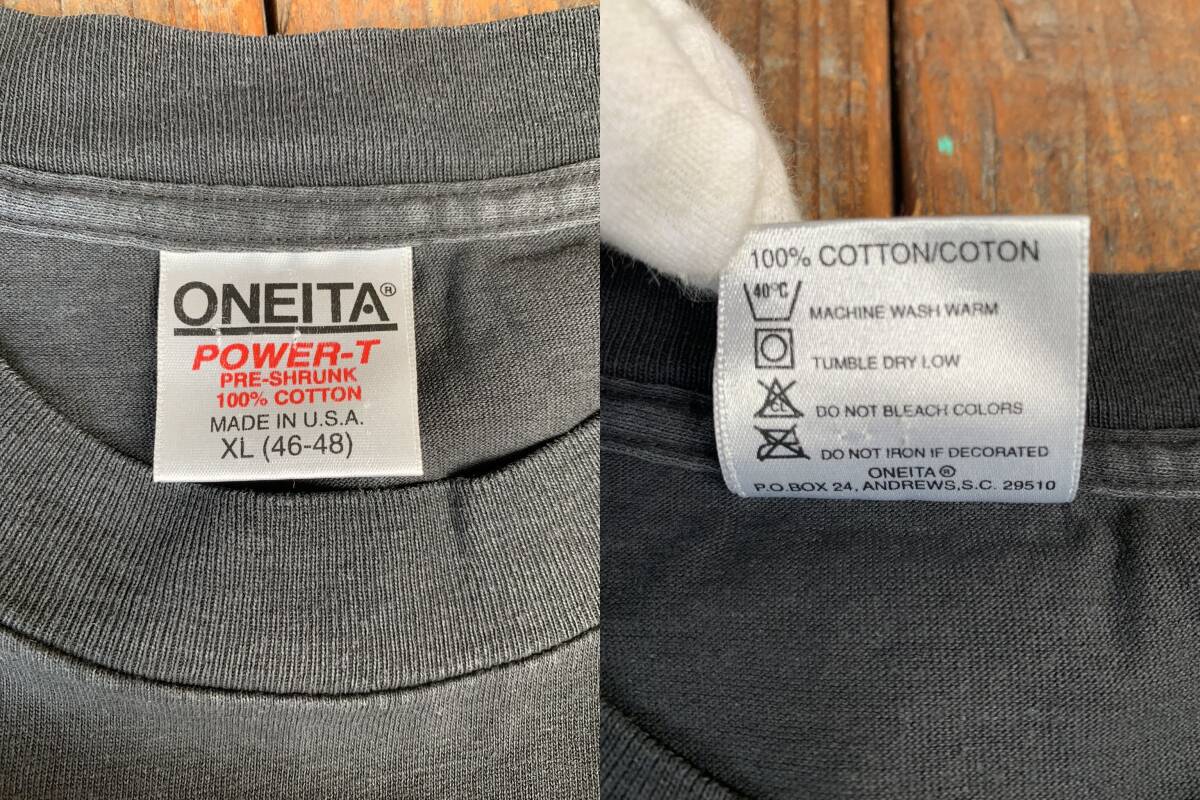 ONEITA®
POWER-T
PRE-SHRUNK
100% COTTON
MADE IN U.S.A.
XL (46-48)
100% COTTON/COTON
40°C
MACHINE WASH WARM
TUMBLE DRY LOW
CL
DO NOT BLEACH COLORS
DO NOT IRON IF DECORATED
ONEITA®
P.O.BOX 24, ANDREWS,S.C. 29510